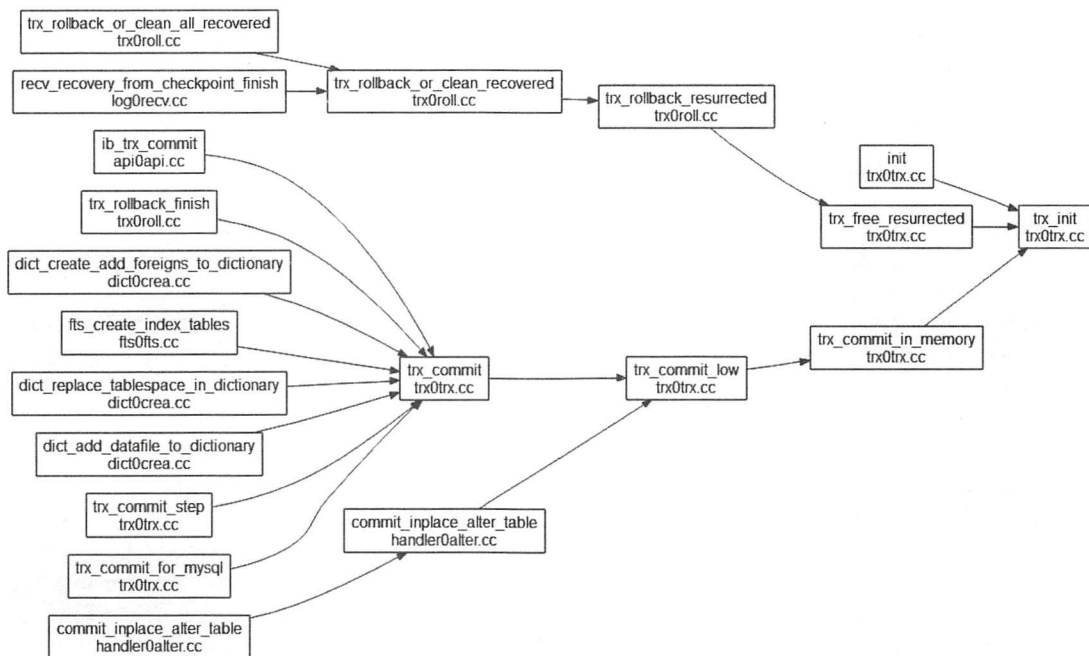 trx_rollback_or_clean_all_recovered
trx0roll.cc
recv_recovery_from_checkpoint_finish
log0recv.cc
trx_rollback_or_clean_recovered
trx0roll.cc
trx_rollback_resurrected
trx0roll.cc
ib_trx_commit
api0api.cc
init
trx0trx.cc
trx_rollback_finish
trx0roll.cc
trx_free_resurrected
trx0trx.cc
trx_init
trx0trx.cc
dict_create_add_foreigns_to_dictionary
dict0crea.cc
fts_create_index_tables
fts0fts.cc
trx_commit_in_memory
trx0trx.cc
trx_commit
trx0trx.cc
trx_commit_low
trx0trx.cc
dict_replace_tablespace_in_dictionary
dict0crea.cc
dict_add_datafile_to_dictionary
dict0crea.cc
trx_commit_step
trx0trx.cc
commit_inplace_alter_table
handler0alter.cc
trx_commit_for_mysql
trx0trx.cc
commit_inplace_alter_table
handler0alter.cc